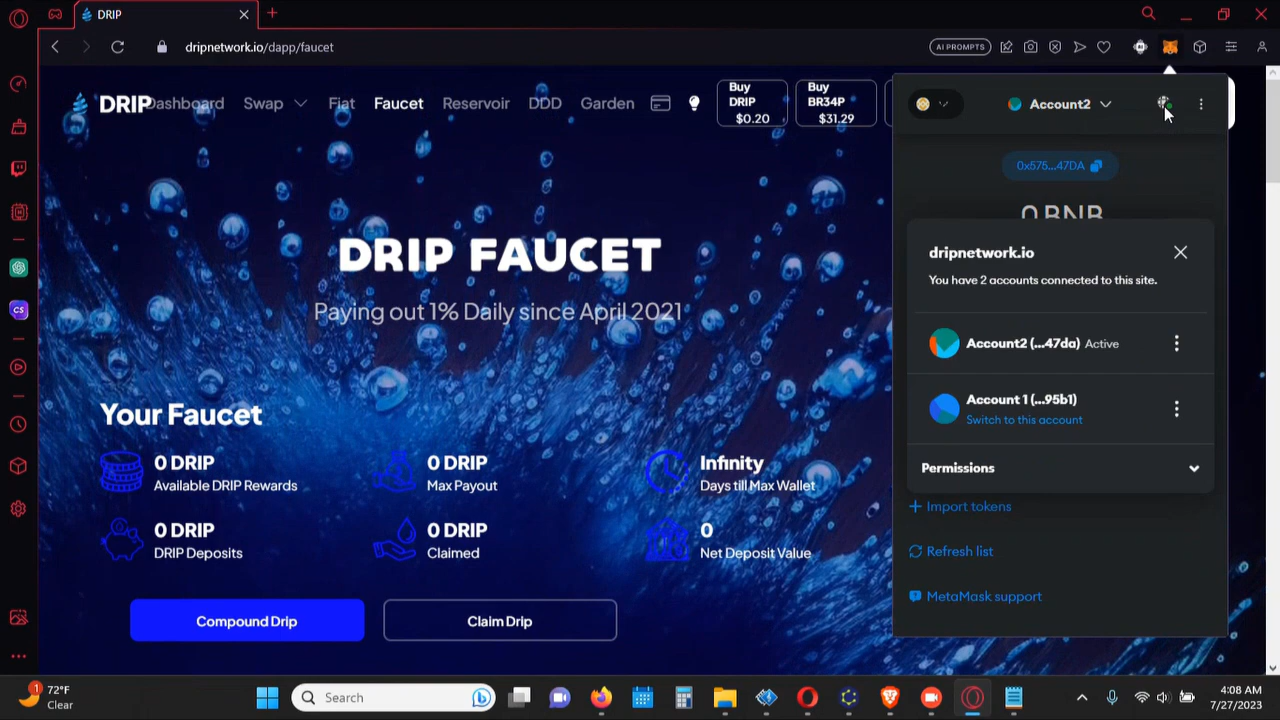 DRIP
dripnetwork.io/dapp/faucet
AI PROMPTS
DRIP
Dashboard
Swap
Fiat
Faucet
Reservoir
DDD
Garden
Buy
DRIP
$0.20
Buy
BR34P
$31.29
Account2
0x575...47DA
0 BNB
dripnetwork.io
You have 2 accounts connected to this site.
Account2 (...47da) Active
Account 1 (...95b1)
Switch to this account
Permissions
+ Import tokens
Refresh list
MetaMask support
DRIP FAUCET
Paying out 1% Daily since April 2021
Your Faucet
0 DRIP
Available DRIP Rewards
0 DRIP
Max Payout
Infinity
Days till Max Wallet
0 DRIP
DRIP Deposits
0 DRIP
Claimed
0
Net Deposit Value
Compound Drip
Claim Drip
CS
1
72°F
Clear
Search
4:08 AM
7/27/2023